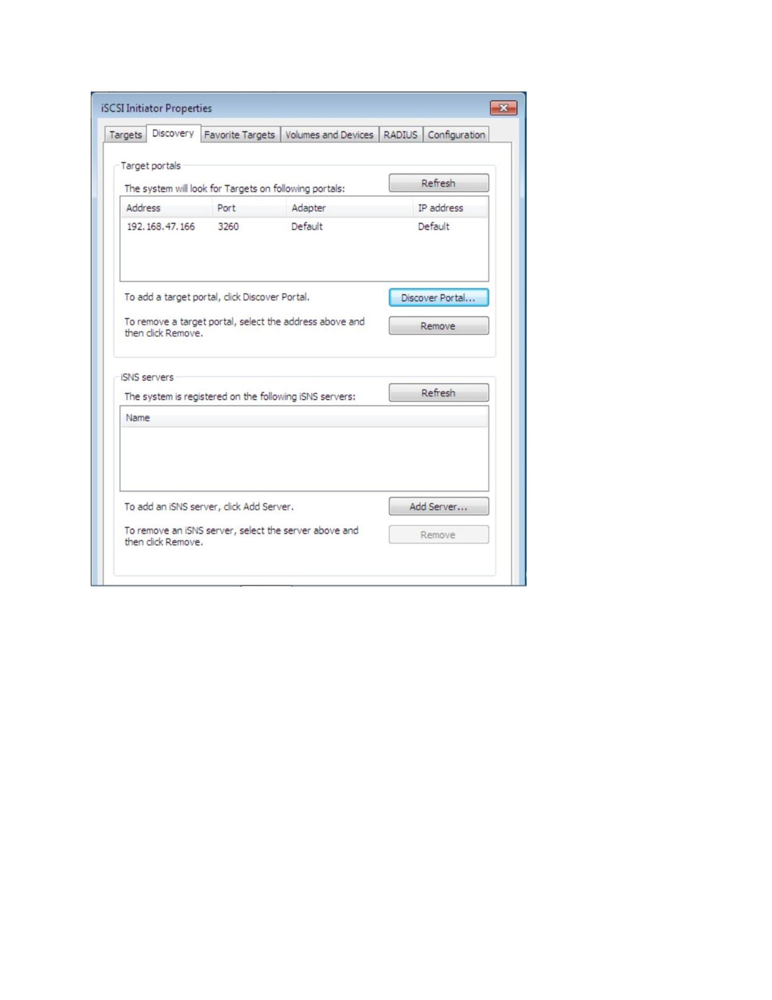 iSCSI Initiator Properties
Targets Discovery Favorite Targets Volumes and Devices RADIUS Configuration
Target portals
The system will look for Targets on following portals: Refresh
Address Port Adapter IP address
192.168.47.166 3260 Default Default
To add a target portal, click Discover Portal. Discover Portal...
To remove a target portal, select the address above and
then click Remove. Remove
iSNS servers
The system is registered on the following iSNS servers: Refresh
Name
To add an iSNS server, click Add Server. Add Server...
To remove an iSNS server, select the server above and
then click Remove. Remove